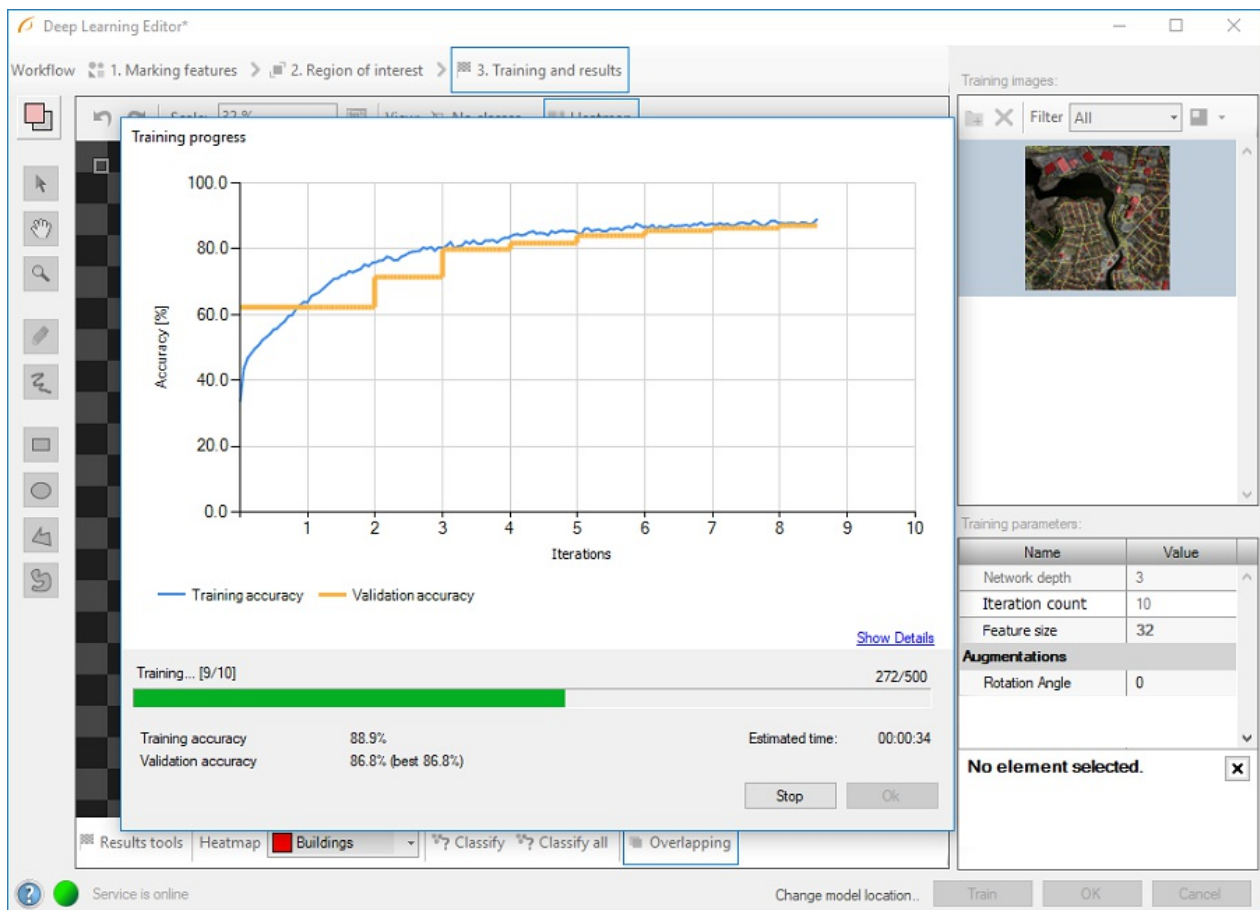 Deep Learning Editor*
Workflow 1. Marking features 2. Region of interest 3. Training and results
Training images:
Filter All
Training progress
100.0
80.0
60.0
40.0
20.0
0.0
Accuracy [%]
1 2 3 4 5 6 7 8 9 10
Iterations
Training accuracy Validation accuracy
Show Details
Training... [9/10] 272/500
Training accuracy 88.9% Estimated time: 00:00:34
Validation accuracy 86.8% (best 86.8%)
Stop Ok
Training parameters:
Name Value
Network depth 3
Iteration count 10
Feature size 32
Augmentations
Rotation Angle 0
No element selected.
Results tools Heatmap Buildings Classify Classify all Overlapping
Service is online Change model location... Train OK Cancel